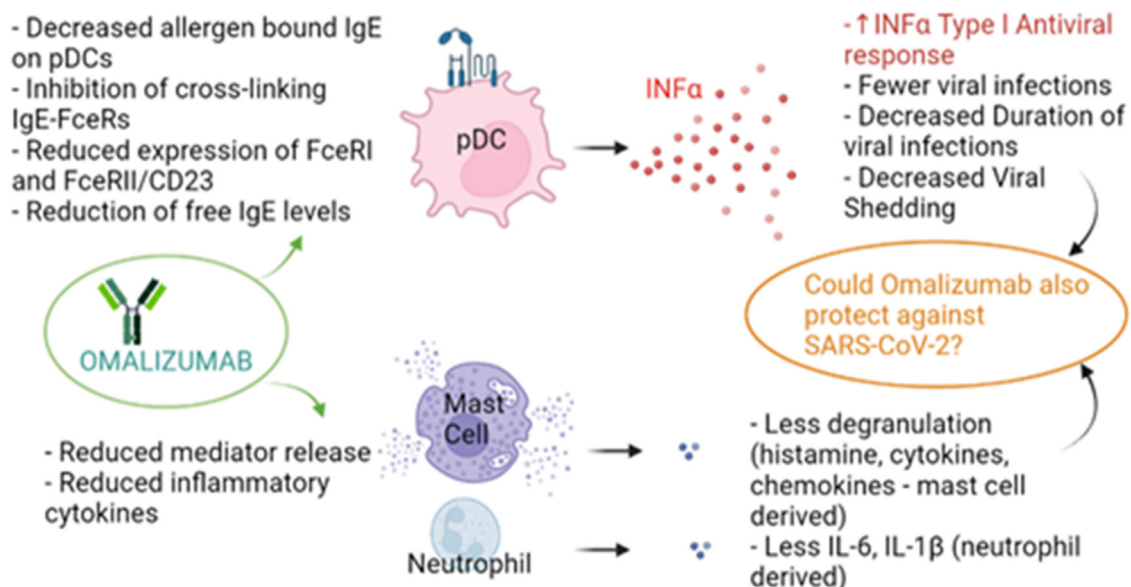 - Decreased allergen bound IgE
on pDCs
- Inhibition of cross-linking
IgE-FceRs
- Reduced expression of FceRI
and FceRII/CD23
- Reduction of free IgE levels
pDC
INFα
-↑INFα Type I Antiviral
response
- Fewer viral infections
- Decreased Duration of
viral infections
- Decreased Viral
Shedding
OMALIZUMAB
Could Omalizumab also
protect against
SARS-CoV-2?
- Reduced mediator release
- Reduced inflammatory
cytokines
Mast
Cell
Neutrophil
- Less degranulation
(histamine, cytokines,
chemokines - mast cell
derived)
- Less IL-6, IL-1β (neutrophil
derived)